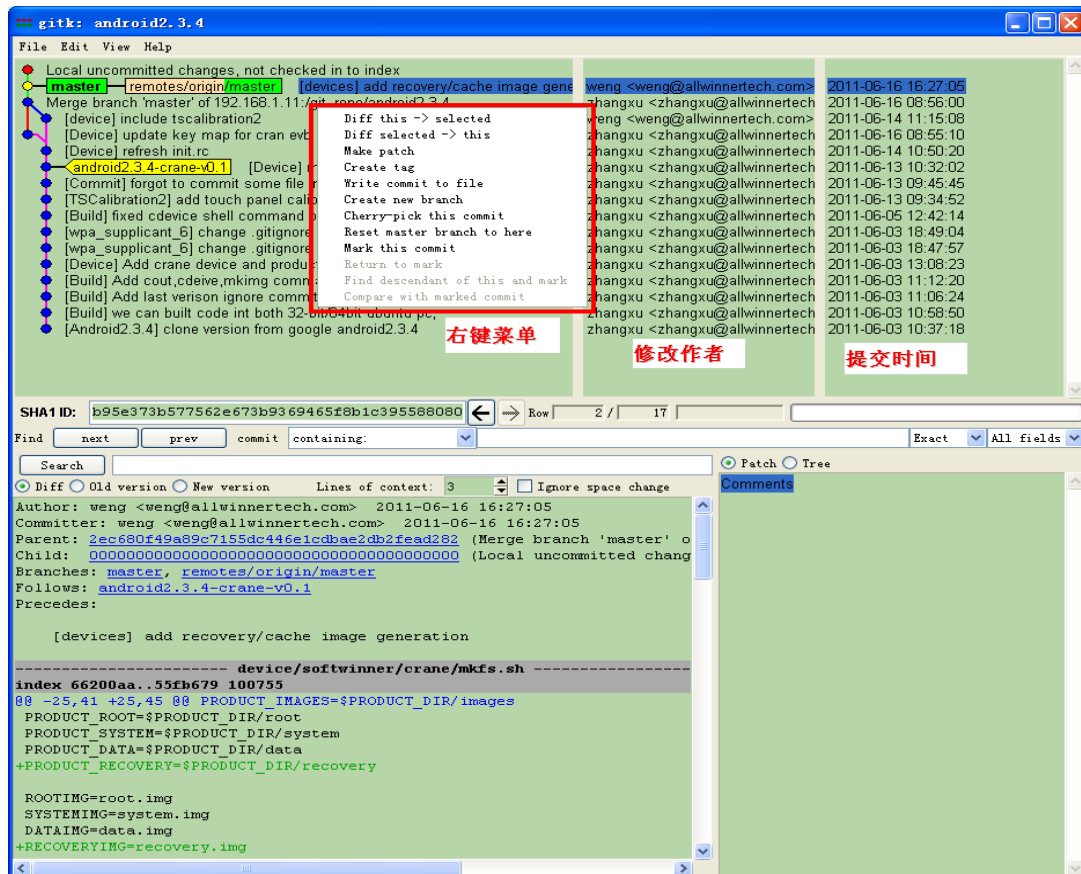 gitk: android2.3.4
File Edit View Help
Local uncommitted changes, not checked in to index
master remotes/origin/master [devices] add recovery/cache image gene weng <weng@allwinnertech.com> 2011-06-16 16:27:05
Merge branch 'master' of 192.168.1.11:/git_repo/android2.3.4 zhangxu <zhangxu@allwinnertech 2011-06-16 08:56:00
[device] include tscalibration2 weng <weng@allwinnertech.com> 2011-06-14 11:15:08
[Device] update key map for cran evb zhangxu <zhangxu@allwinnertech 2011-06-16 08:55:10
[Device] refresh init.rc zhangxu <zhangxu@allwinnertech 2011-06-14 10:50:20
android2.3.4-crane-v0.1 [Device] zhangxu <zhangxu@allwinnertech 2011-06-13 10:32:02
[Commit] forgot to commit some file zhangxu <zhangxu@allwinnertech 2011-06-13 09:45:45
[TSCalibration2] add touch panel calib zhangxu <zhangxu@allwinnertech 2011-06-13 09:34:52
[Build] fixed cdevice shell command zhangxu <zhangxu@allwinnertech 2011-06-05 12:42:14
[wpa_supplicant_6] change .gitignore zhangxu <zhangxu@allwinnertech 2011-06-03 18:49:04
[wpa_supplicant_6] change .gitignore zhangxu <zhangxu@allwinnertech 2011-06-03 18:47:57
[Device] Add crane device and produ zhangxu <zhangxu@allwinnertech 2011-06-03 13:08:23
[Build] Add cout,cdeive,mkimg comm zhangxu <zhangxu@allwinnertech 2011-06-03 11:12:20
[Build] Add last verison ignore commit zhangxu <zhangxu@allwinnertech 2011-06-03 11:06:24
[Build] we can built code int both 32-bit/64bit ubuntu pc, zhangxu <zhangxu@allwinnertech 2011-06-03 10:58:50
[Android2.3.4] clone version from google android2.3.4 zhangxu <zhangxu@allwinnertech 2011-06-03 10:37:18
Diff this -> selected
Diff selected -> this
Make patch
Create tag
Write commit to file
Create new branch
Cherry-pick this commit
Reset master branch to here
Mark this commit
Return to mark
Find descendant of this and mark
Compare with marked commit
右键菜单
修改作者
提交时间
SHA1 ID: b95e373b577562e673b9369465f8b1c395588080 Row 2 / 17
Find next prev commit containing: Exact All fields
Search
Patch Tree
Diff Old version New version Lines of context: 3 Ignore space change
Comments
Author: weng <weng@allwinnertech.com> 2011-06-16 16:27:05
Committer: weng <weng@allwinnertech.com> 2011-06-16 16:27:05
Parent: 2ec680f49a89c7155dc446e1cdbae2db2fead282 (Merge branch 'master' o
Child: 0000000000000000000000000000000000000000 (Local uncommitted chang
Branches: master, remotes/origin/master
Follows: android2.3.4-crane-v0.1
Precedes:
[devices] add recovery/cache image generation
---------------------- device/softwinner/crane/mkfs.sh ----------------
index 66200aa..55fb679 100755
@@ -25,41 +25,45 @@ PRODUCT_IMAGES=$PRODUCT_DIR/images
PRODUCT_ROOT=$PRODUCT_DIR/root
PRODUCT_SYSTEM=$PRODUCT_DIR/system
PRODUCT_DATA=$PRODUCT_DIR/data
+PRODUCT_RECOVERY=$PRODUCT_DIR/recovery
ROOTIMG=root.img
SYSTEMIMG=system.img
DATAIMG=data.img
+RECOVERYIMG=recovery.img